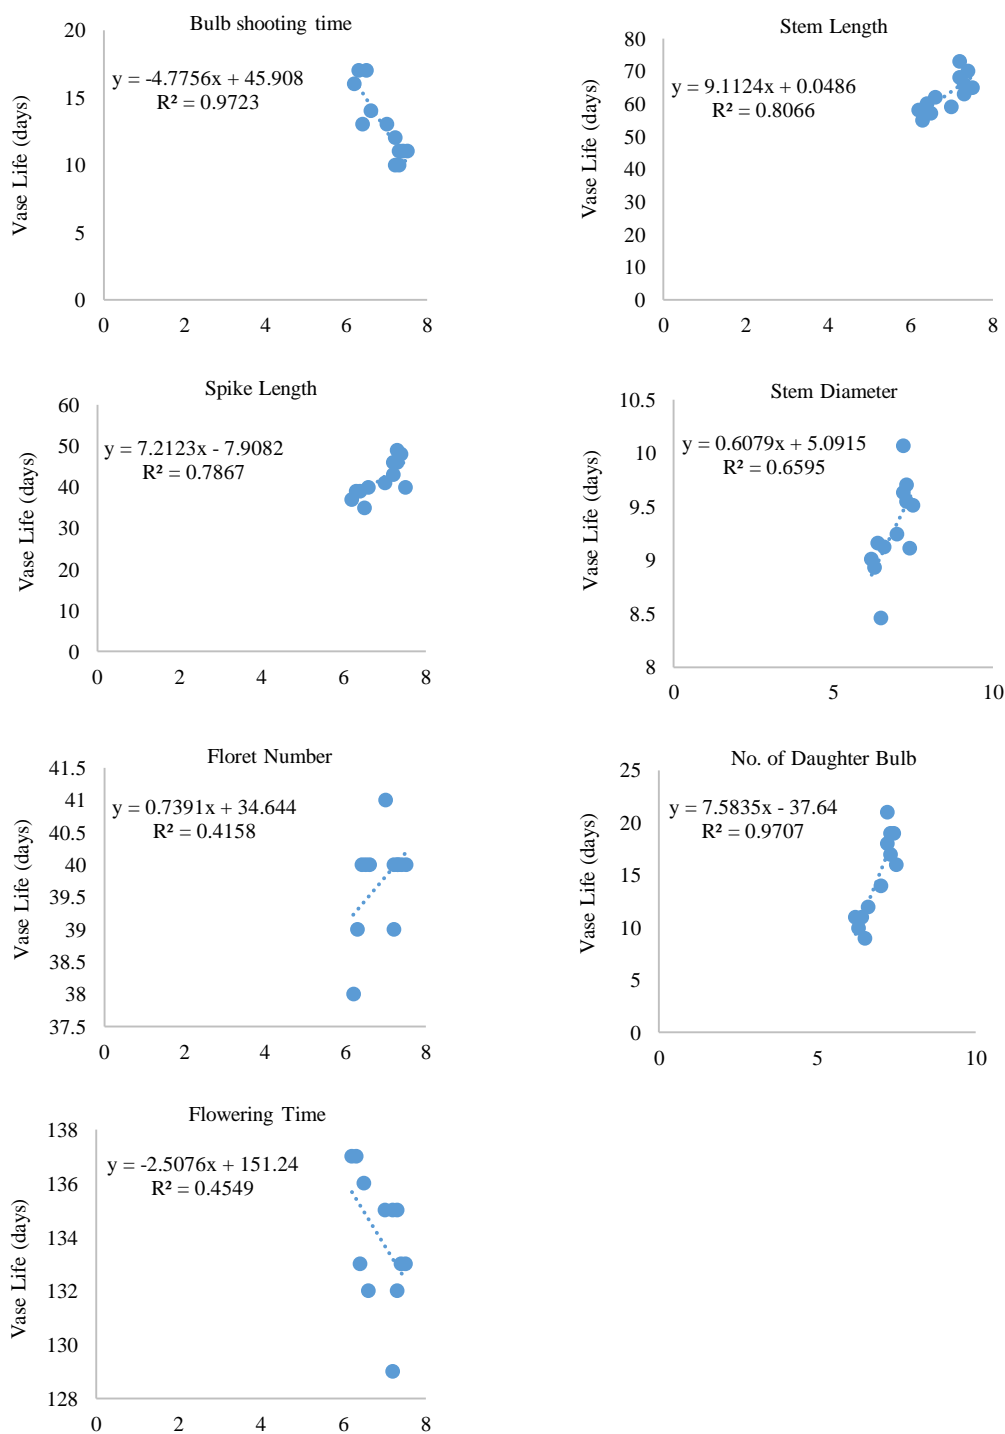 Bulb shooting time
20
15
10
5
0
0 2 4 6 8
Vase Life (days)
y = -4.7756x + 45.908
R² = 0.9723
Stem Length
80
70
60
50
40
30
20
10
0
0 2 4 6 8
Vase Life (days)
y = 9.1124x + 0.0486
R² = 0.8066
Spike Length
60
50
40
30
20
10
0
0 2 4 6 8
Vase Life (days)
y = 7.2123x - 7.9082
R² = 0.7867
Stem Diameter
10.5
10
9.5
9
8.5
8
0 5 10
Vase Life (days)
y = 0.6079x + 5.0915
R² = 0.6595
Floret Number
41.5
41
40.5
40
39.5
39
38.5
38
37.5
0 2 4 6 8
Vase Life (days)
y = 0.7391x + 34.644
R² = 0.4158
No. of Daughter Bulb
25
20
15
10
5
0
0 5 10
Vase Life (days)
y = 7.5835x - 37.64
R² = 0.9707
Flowering Time
138
136
134
132
130
128
0 2 4 6 8
Vase Life (days)
y = -2.5076x + 151.24
R² = 0.4549